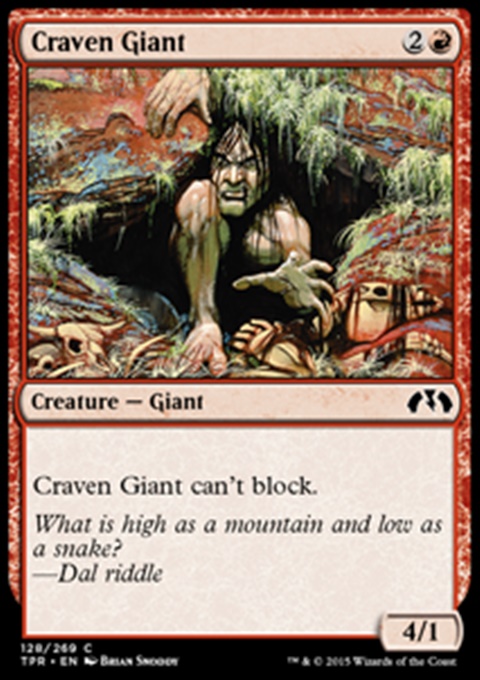 Craven Giant 2
Creature — Giant
Craven Giant can't block.
What is high as a mountain and low as
a snake?
—Dal riddle
4/1
128/269 C
TPR • EN Brian Snoddy
™ & © 2015 Wizards of the Coast